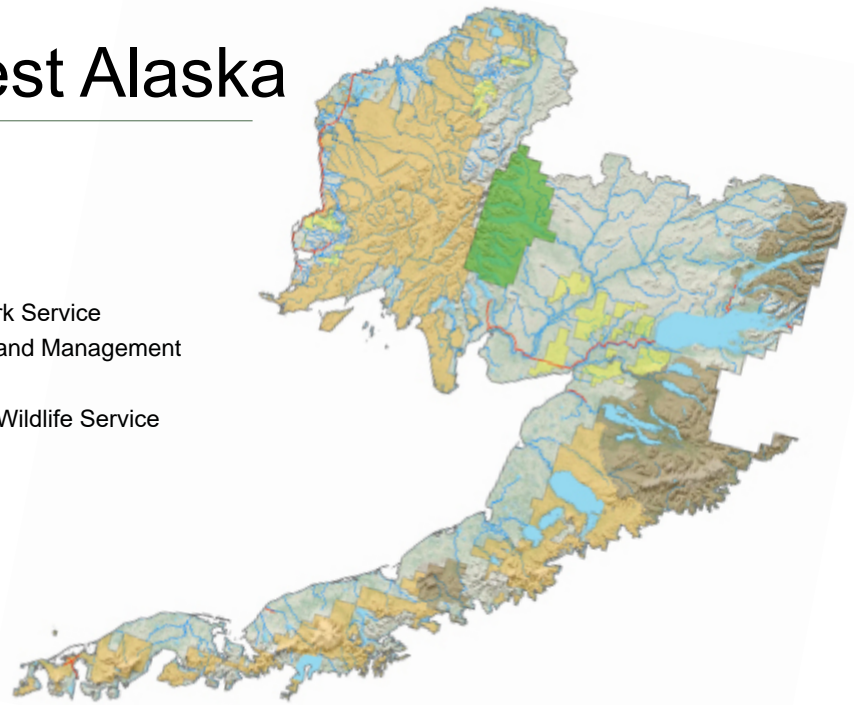 est Alaska
rk Service
and Management
Wildlife Service